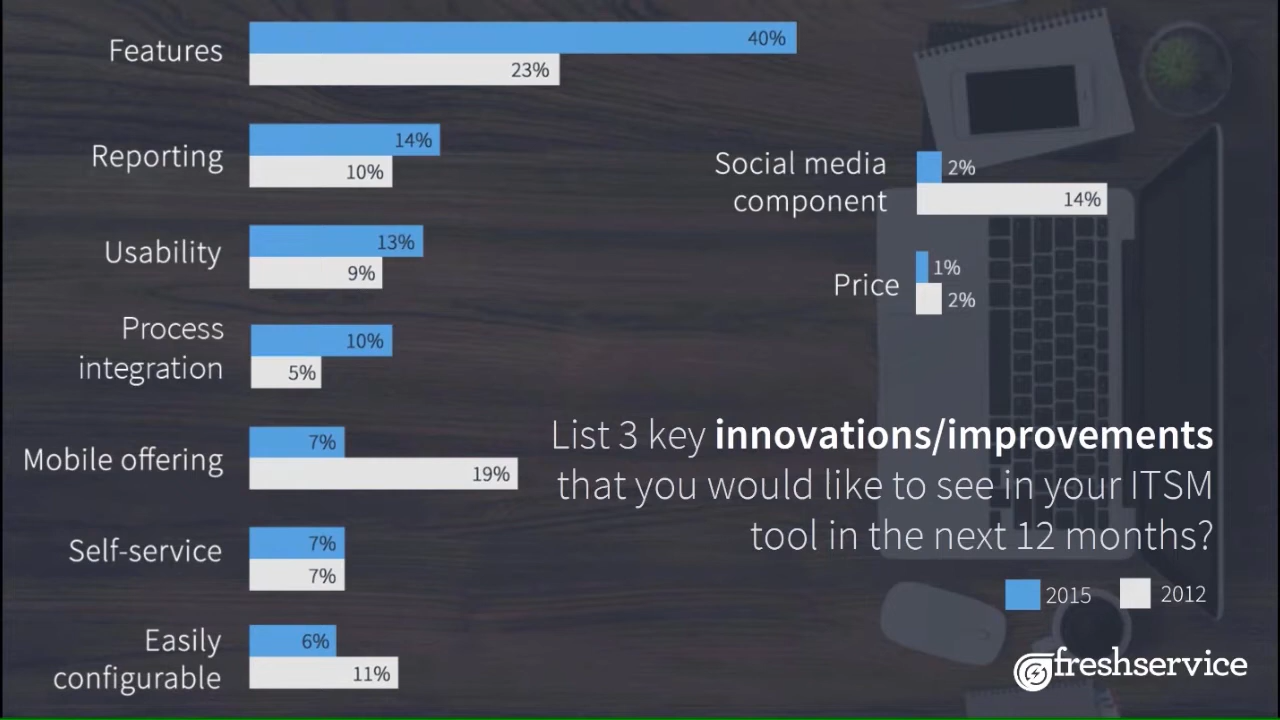 Features
40%
23%
Reporting
14%
10%
Usability
13%
9%
Process
integration
10%
5%
Mobile offering
7%
19%
Self-service
7%
7%
Easily
configurable
6%
11%
Social media
component
2%
14%
Price
1%
2%
List 3 key innovations/improvements
that you would like to see in your ITSM
tool in the next 12 months?
2015 2012
freshservice